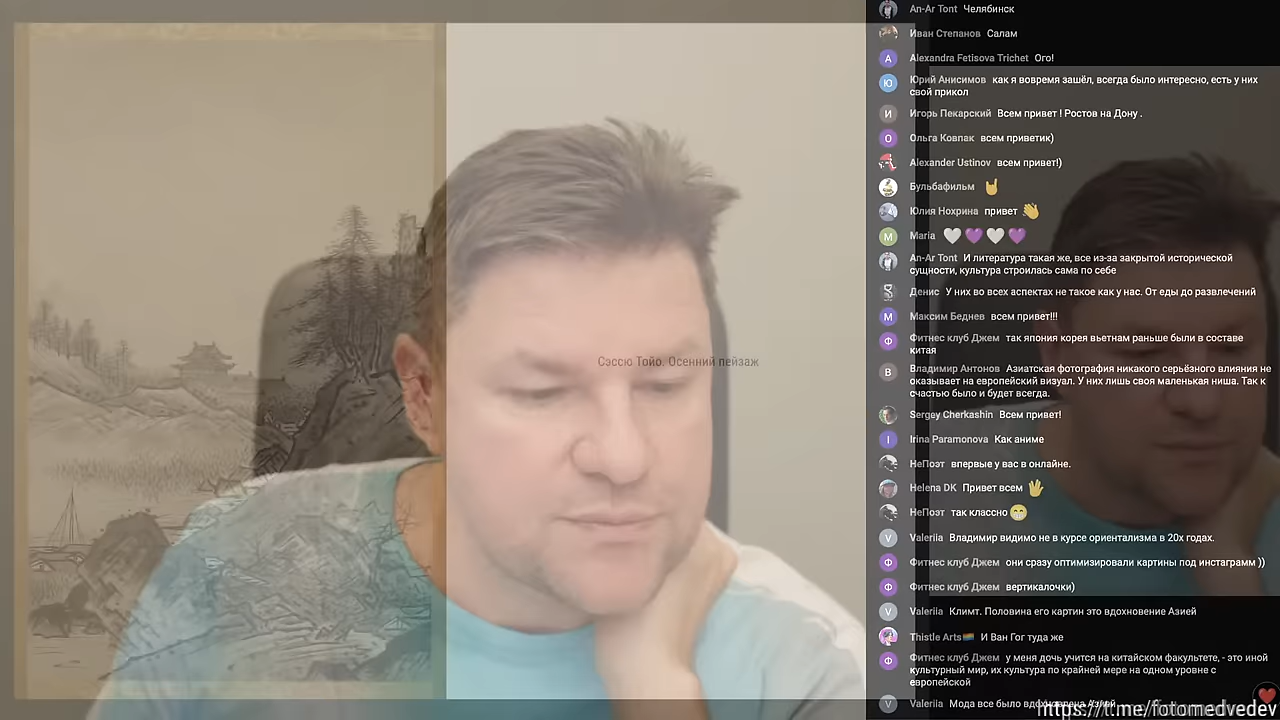 Сэссю Тойо. Осенний пейзаж
An-Ar Tont Челябинск
Иван Степанов Салам
A Alexandra Fetisova Trichet Ого!
Ю Юрий Анисимов как я вовремя зашёл, всегда было интересно, есть у них
свой прикол
И Игорь Пекарский Всем привет ! Ростов на Дону .
О Ольга Ковпак всем приветик)
Alexander Ustinov всем привет!)
Бульбафильм 🤘
Юлия Нохрина привет 👋
M Maria 🤍💜🤍💜
An-Ar Tont И литература такая же, все из-за закрытой исторической
сущности, культура строилась сама по себе
Денис У них во всех аспектах не такое как у нас. От еды до развлечений
М Максим Беднев всем привет!!!
Ф Фитнес клуб Джем так япония корея вьетнам раньше были в составе
китая
В Владимир Антонов Азиатская фотография никакого серьёзного влияния не
оказывает на европейский визуал. У них лишь своя маленькая ниша. Так к
счастью было и будет всегда.
Sergey Cherkashin Всем привет!
I Irina Paramonova Как аниме
НеПоэт впервые у вас в онлайне.
Helena DK Привет всем 🖖
НеПоэт так классно 😁
V Valeriia Владимир видимо не в курсе ориентализма в 20х годах.
Ф Фитнес клуб Джем они сразу оптимизировали картины под инстаграмм ))
Ф Фитнес клуб Джем вертикалочки)
V Valeriia Климт. Половина его картин это вдохновение Азией
Thistle Arts🏳️‍🌈 И Ван Гог туда же
Ф Фитнес клуб Джем у меня дочь учится на китайском факультете, - это иной
культурный мир, их культура по крайней мере на одном уровне с
европейской
V Valeriia Мода все было вдохновлена Азией
https://t.me/fotomedvedev